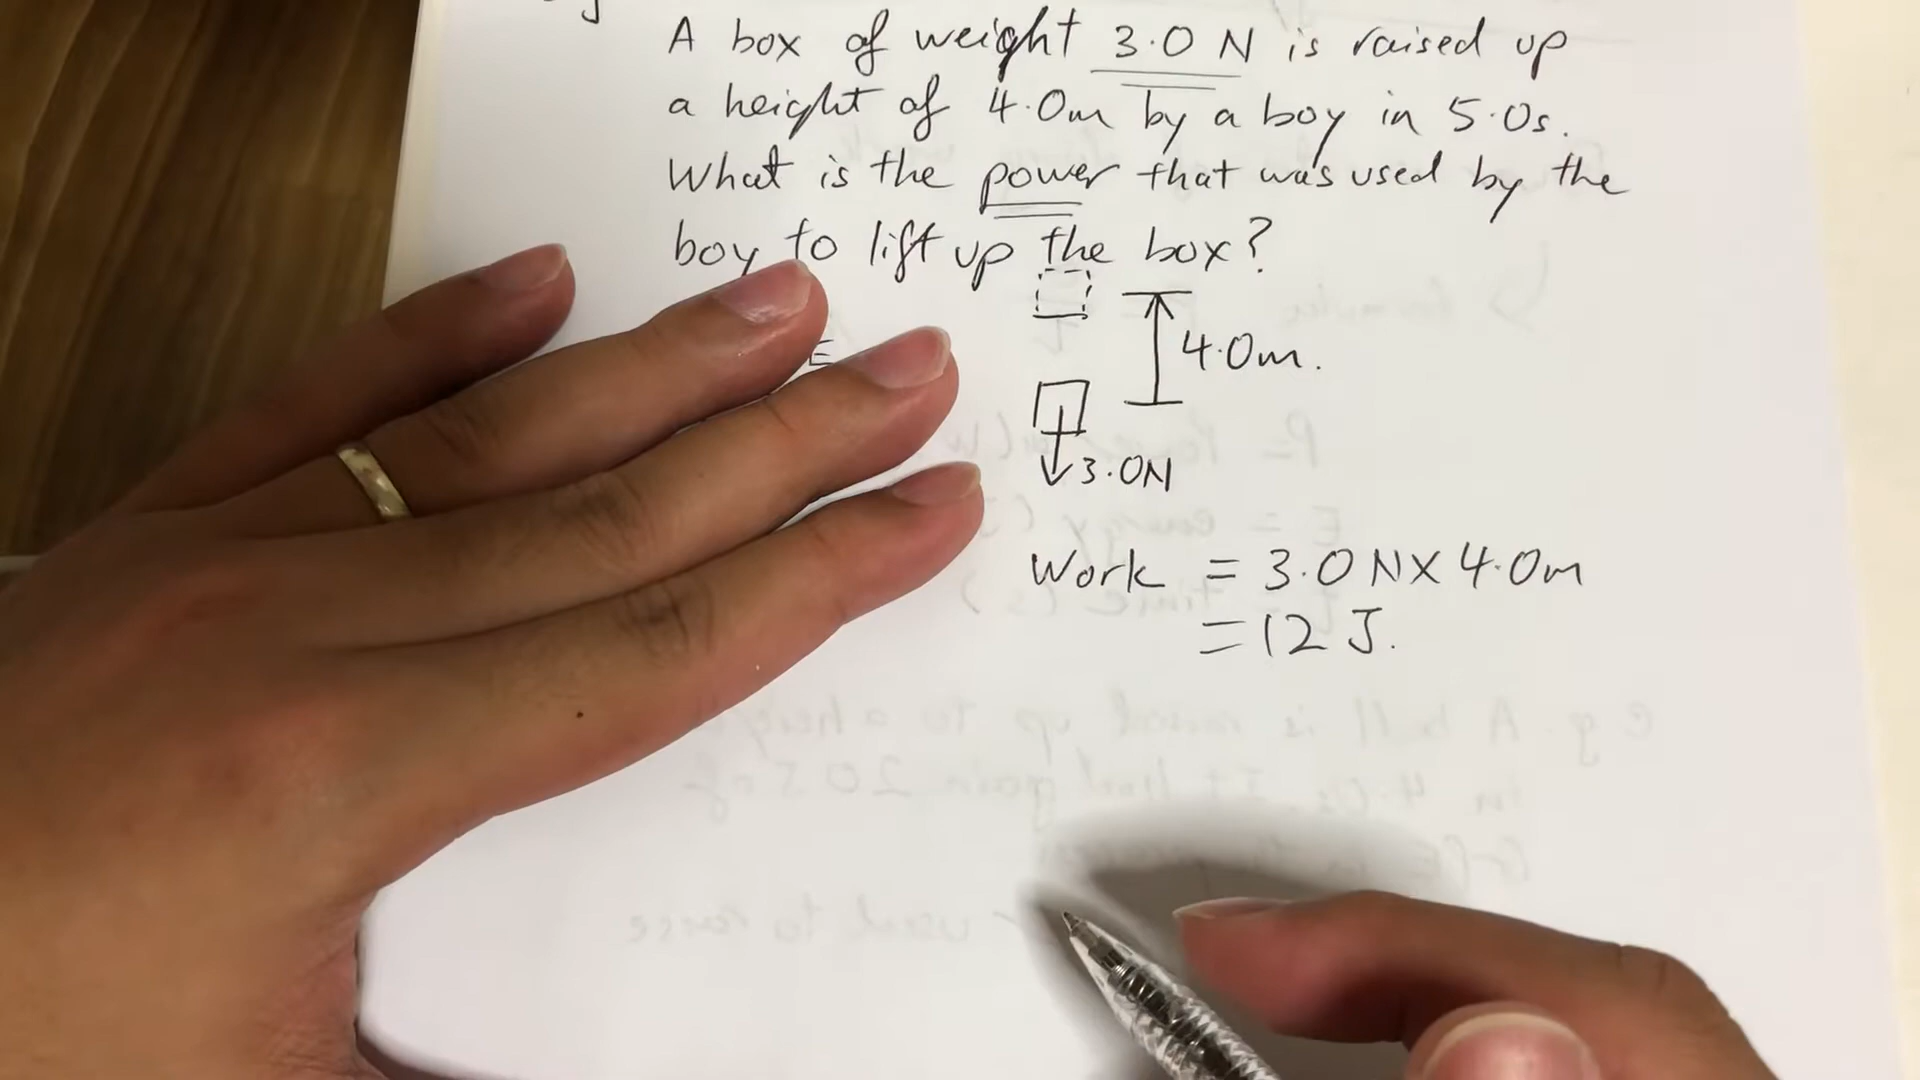 A box of weight 3.0 N is raised up
a height of 4.0m by a boy in 5.0s.
What is the power that was used by the
boy to lift up the box?
E
4.0m.
3.0N
Work = 3.0 N X 4.0m
= 12 J.